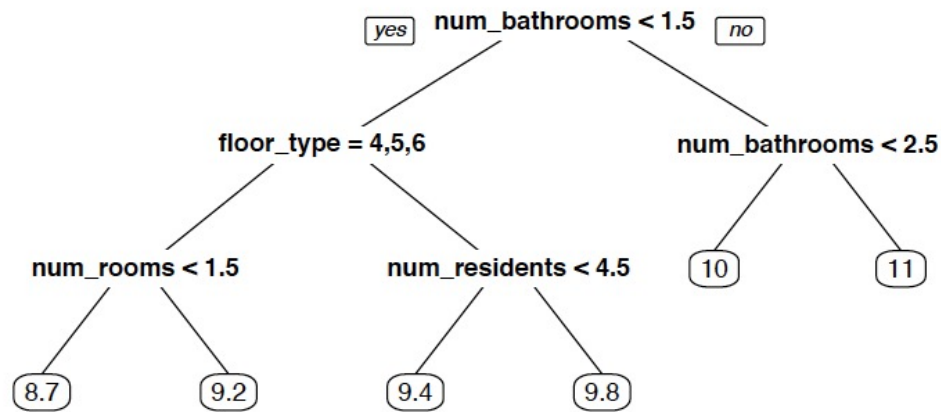 yes num_bathrooms < 1.5 no
floor_type = 4,5,6 num_bathrooms < 2.5
num_rooms < 1.5 num_residents < 4.5 10 11
8.7 9.2 9.4 9.8